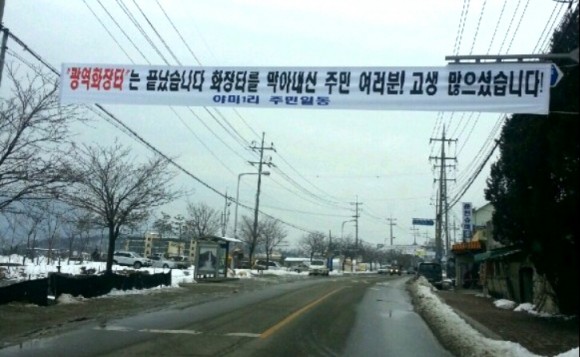 "광역화장터"는 끝났습니다 화장터를 막아내신 주민 여러분! 고생 많으셨습니다!
아미1리 주민일동